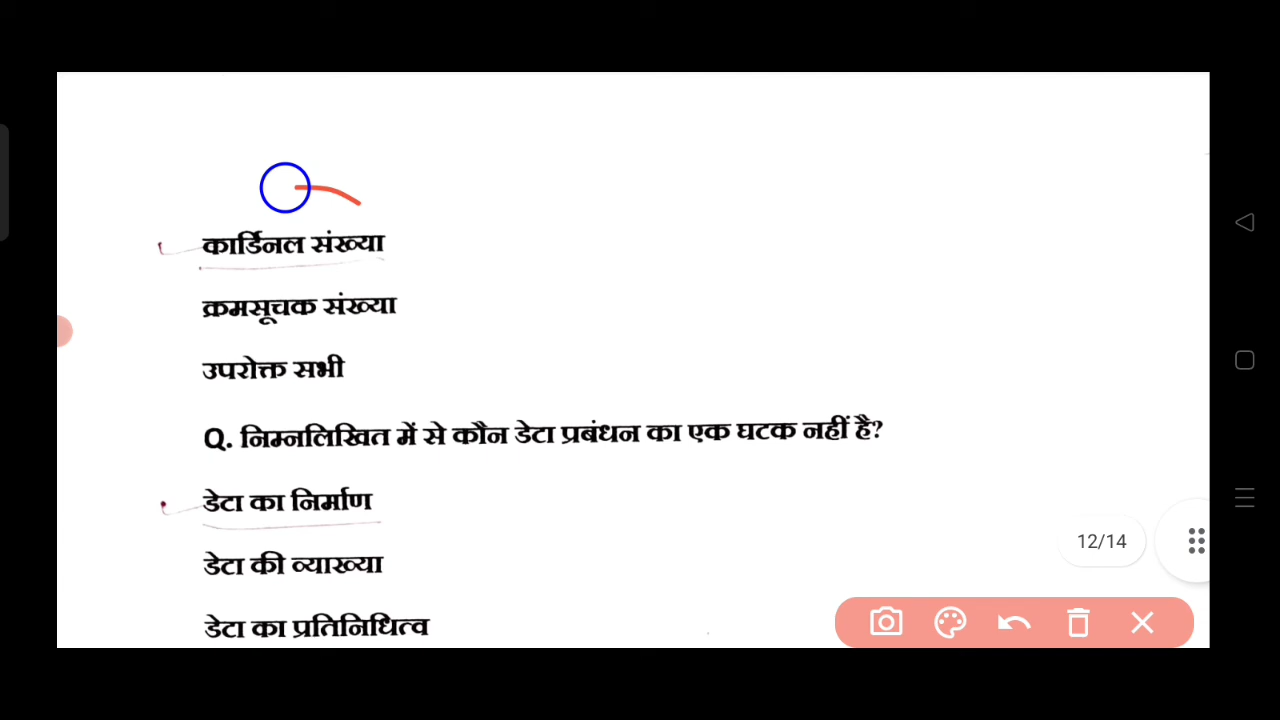 कार्डिनल संख्या
क्रमसूचक संख्या
उपरोक्त सभी
Q. निम्नलिखित में से कौन डेटा प्रबंधन का एक घटक नहीं है?
डेटा का निर्माण
डेटा की व्याख्या
डेटा का प्रतिनिधित्व
12/14